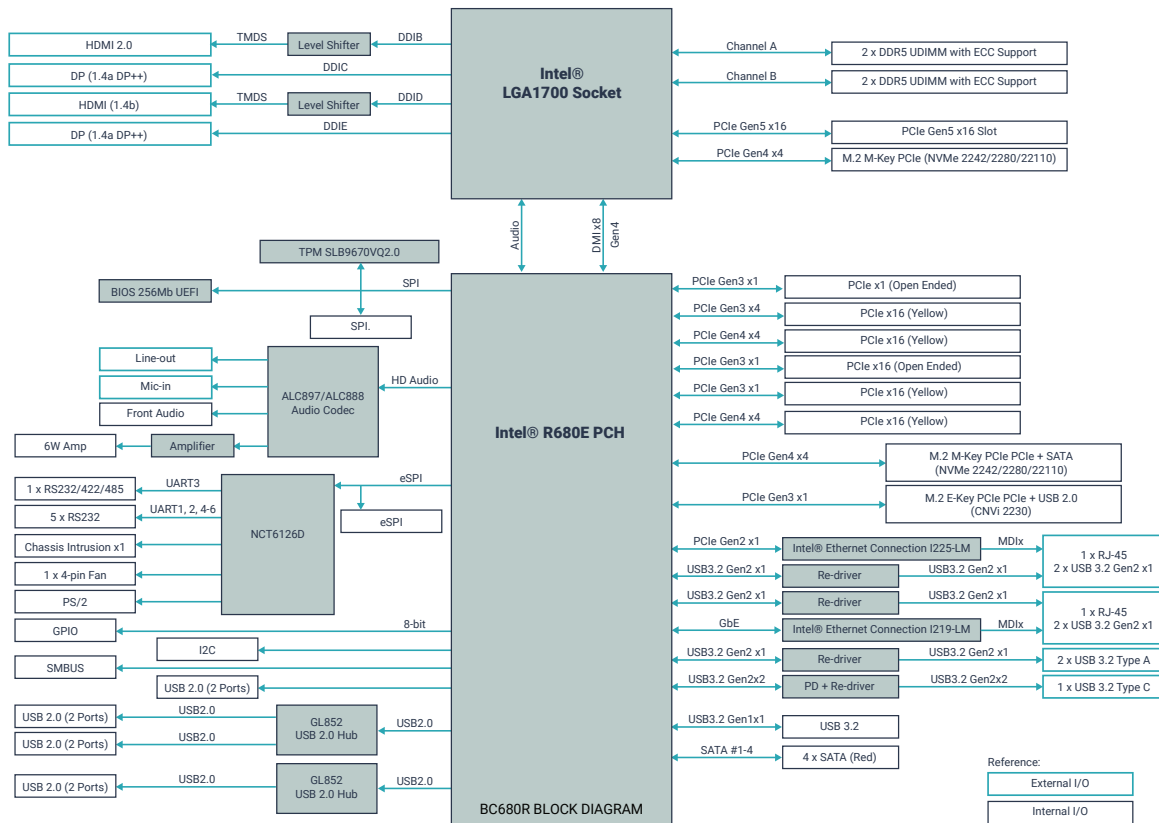 HDMI 2.0
TMDS
Level Shifter
DDIB
DP (1.4a DP++)
DDIC
HDMI (1.4b)
TMDS
Level Shifter
DDID
DP (1.4a DP++)
DDIE
Intel®
LGA1700 Socket
Channel A
2 x DDR5 UDIMM with ECC Support
Channel B
2 x DDR5 UDIMM with ECC Support
PCIe Gen5 x16
PCIe Gen5 x16 Slot
PCIe Gen4 x4
M.2 M-Key PCIe (NVMe 2242/2280/22110)
Audio
DMI x8
Gen4
TPM SLB9670VQ2.0
BIOS 256Mb UEFI
SPI
SPI.
Line-out
Mic-in
Front Audio
6W Amp
Amplifier
ALC897/ALC888
Audio Codec
HD Audio
1 x RS232/422/485
UART3
5 x RS232
UART1, 2, 4-6
Chassis Intrusion x1
1 x 4-pin Fan
PS/2
NCT6126D
eSPI
eSPI
GPIO
8-bit
I2C
SMBUS
USB 2.0 (2 Ports)
USB 2.0 (2 Ports)
USB2.0
USB 2.0 (2 Ports)
USB2.0
GL852
USB 2.0 Hub
USB2.0
USB 2.0 (2 Ports)
USB2.0
GL852
USB 2.0 Hub
USB2.0
Intel® R680E PCH
PCIe Gen3 x1
PCIe x1 (Open Ended)
PCIe Gen3 x4
PCIe x16 (Yellow)
PCIe Gen4 x4
PCIe x16 (Yellow)
PCIe Gen3 x1
PCIe x16 (Open Ended)
PCIe Gen3 x1
PCIe x16 (Yellow)
PCIe Gen4 x4
PCIe x16 (Yellow)
PCIe Gen4 x4
M.2 M-Key PCIe PCIe + SATA
(NVMe 2242/2280/22110)
PCIe Gen3 x1
M.2 E-Key PCIe PCIe + USB 2.0
(CNVi 2230)
PCIe Gen2 x1
Intel® Ethernet Connection I225-LM
MDIx
USB3.2 Gen2 x1
Re-driver
USB3.2 Gen2 x1
1 x RJ-45
2 x USB 3.2 Gen2 x1
USB3.2 Gen2 x1
Re-driver
USB3.2 Gen2 x1
GbE
Intel® Ethernet Connection I219-LM
MDIx
1 x RJ-45
2 x USB 3.2 Gen2 x1
USB3.2 Gen2 x1
Re-driver
USB3.2 Gen2 x1
2 x USB 3.2 Type A
USB3.2 Gen2x2
PD + Re-driver
USB3.2 Gen2x2
1 x USB 3.2 Type C
USB3.2 Gen1x1
USB 3.2
SATA #1-4
4 x SATA (Red)
BC680R BLOCK DIAGRAM
Reference:
External I/O
Internal I/O